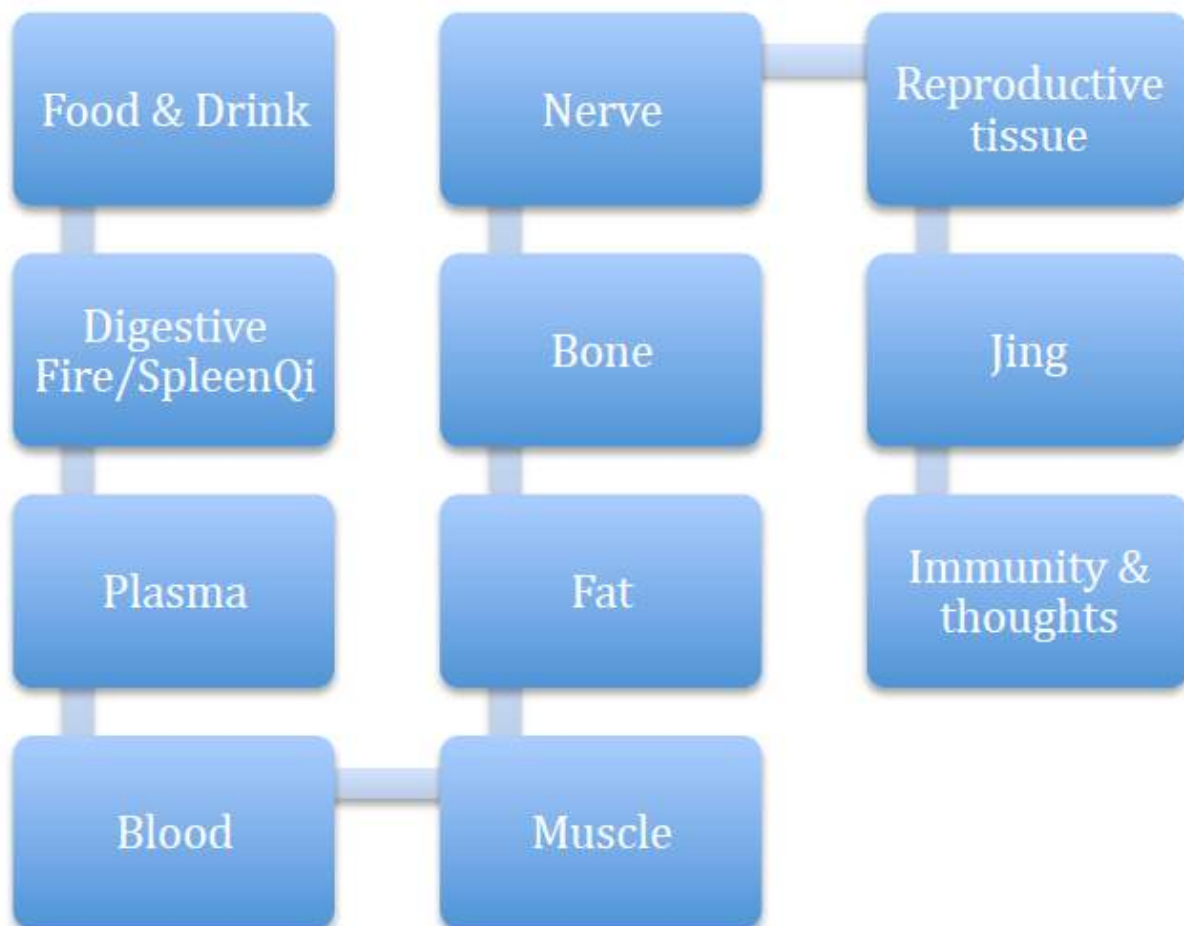 Food & Drink
Digestive
Fire/SpleenQi
Plasma
Blood
Muscle
Fat
Bone
Nerve
Reproductive
tissue
Jing
Immunity &
thoughts